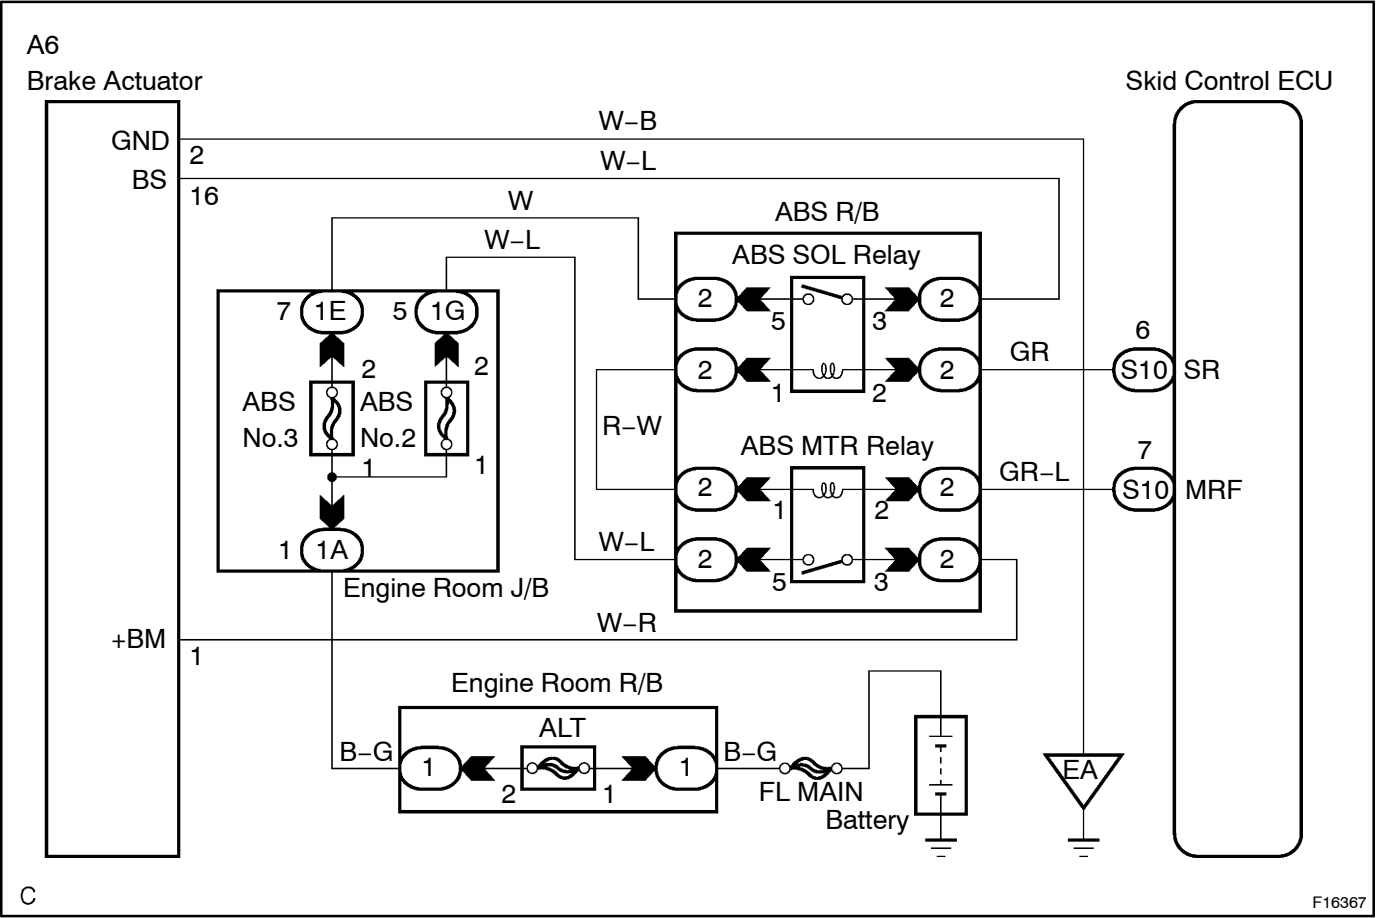 A6
Brake Actuator
Skid Control ECU
GND
2
W−B
BS
16
W−L
W
W−L
ABS R/B
ABS SOL Relay
2
5
3
2
2
1
2
2
GR
6
S10
SR
7
1E
5
1G
2
2
ABS
No.3
ABS
No.2
1
1
1
1A
Engine Room J/B
R−W
ABS MTR Relay
2
1
2
2
GR−L
7
S10
MRF
W−L
2
5
3
2
+BM
1
W−R
Engine Room R/B
ALT
B−G
1
2
1
1
B−G
FL MAIN
Battery
EA
C
F16367